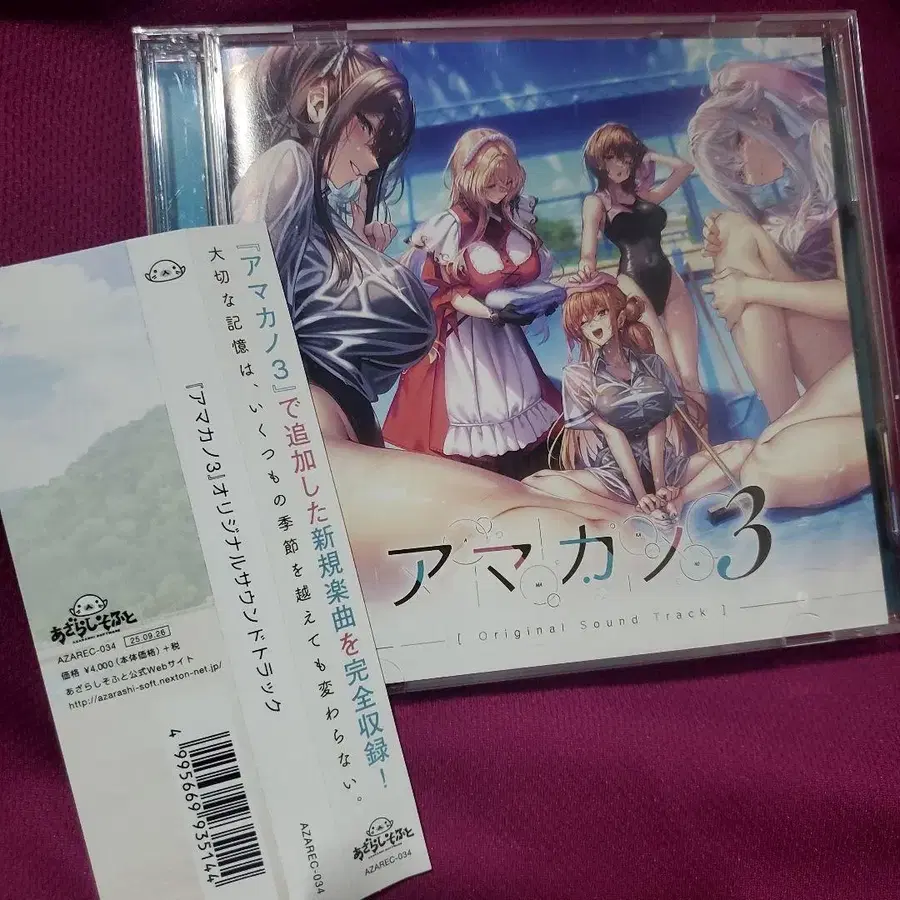 アマカノ3
[ Original Sound Track ]
『アマカノ3』で追加した新規楽曲を完全収録！
大切な記憶は、いくつもの季節を越えても変わらない。
『アマカノ3』オリジナルサウンドトラック
あざらしそふと
AZARASHI SOFTWARE
AZAREC-034
25.09.26
価格 ¥4,000(本体価格)+税
あざらしそふと公式Webサイト
http://azarashi-soft.nexton-net.jp/
4995669935144
AZAREC-034
あざらしそふと
AZARASHI SOFTWARE
AZAREC-034